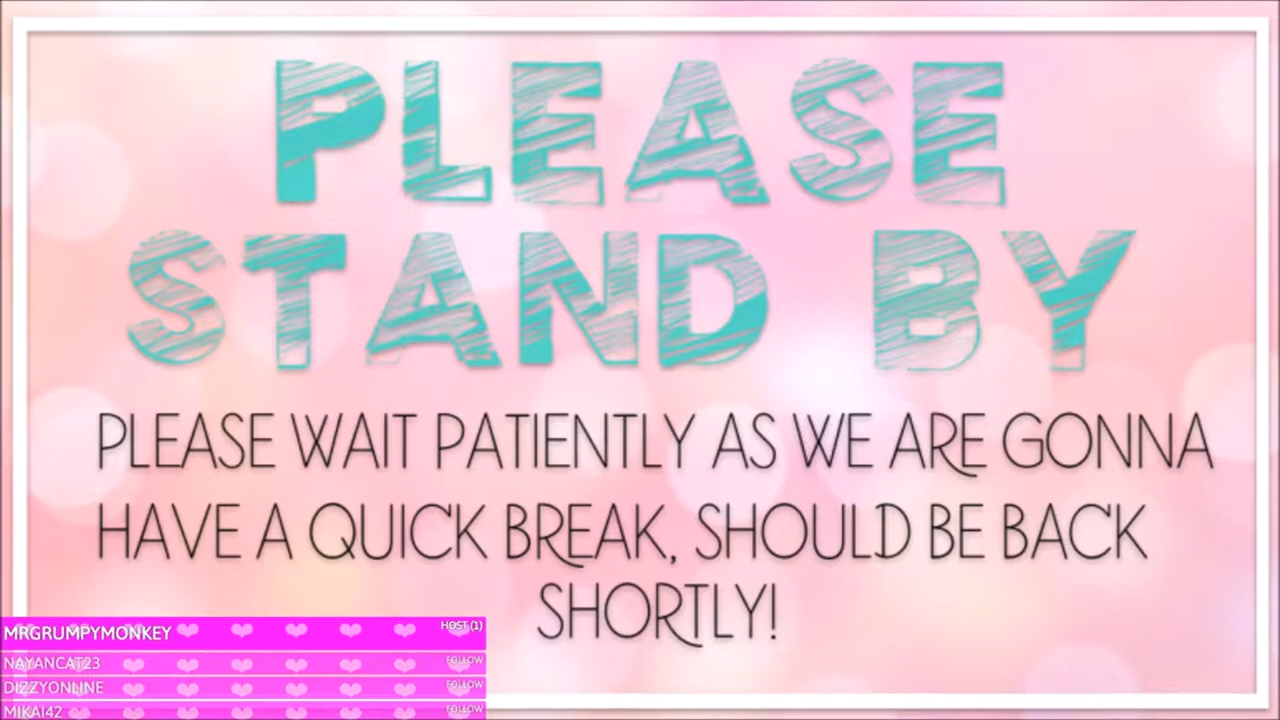 PLEASE
STAND BY
PLEASE WAIT PATIENTLY AS WE ARE GONNA
HAVE A QUICK BREAK, SHOULD BE BACK
SHORTLY!
MRGRUMPYMONKEY HOST (1)
NAYANCAT23 FOLLOW
DIZZYONLINE FOLLOW
MIKAI42 FOLLOW